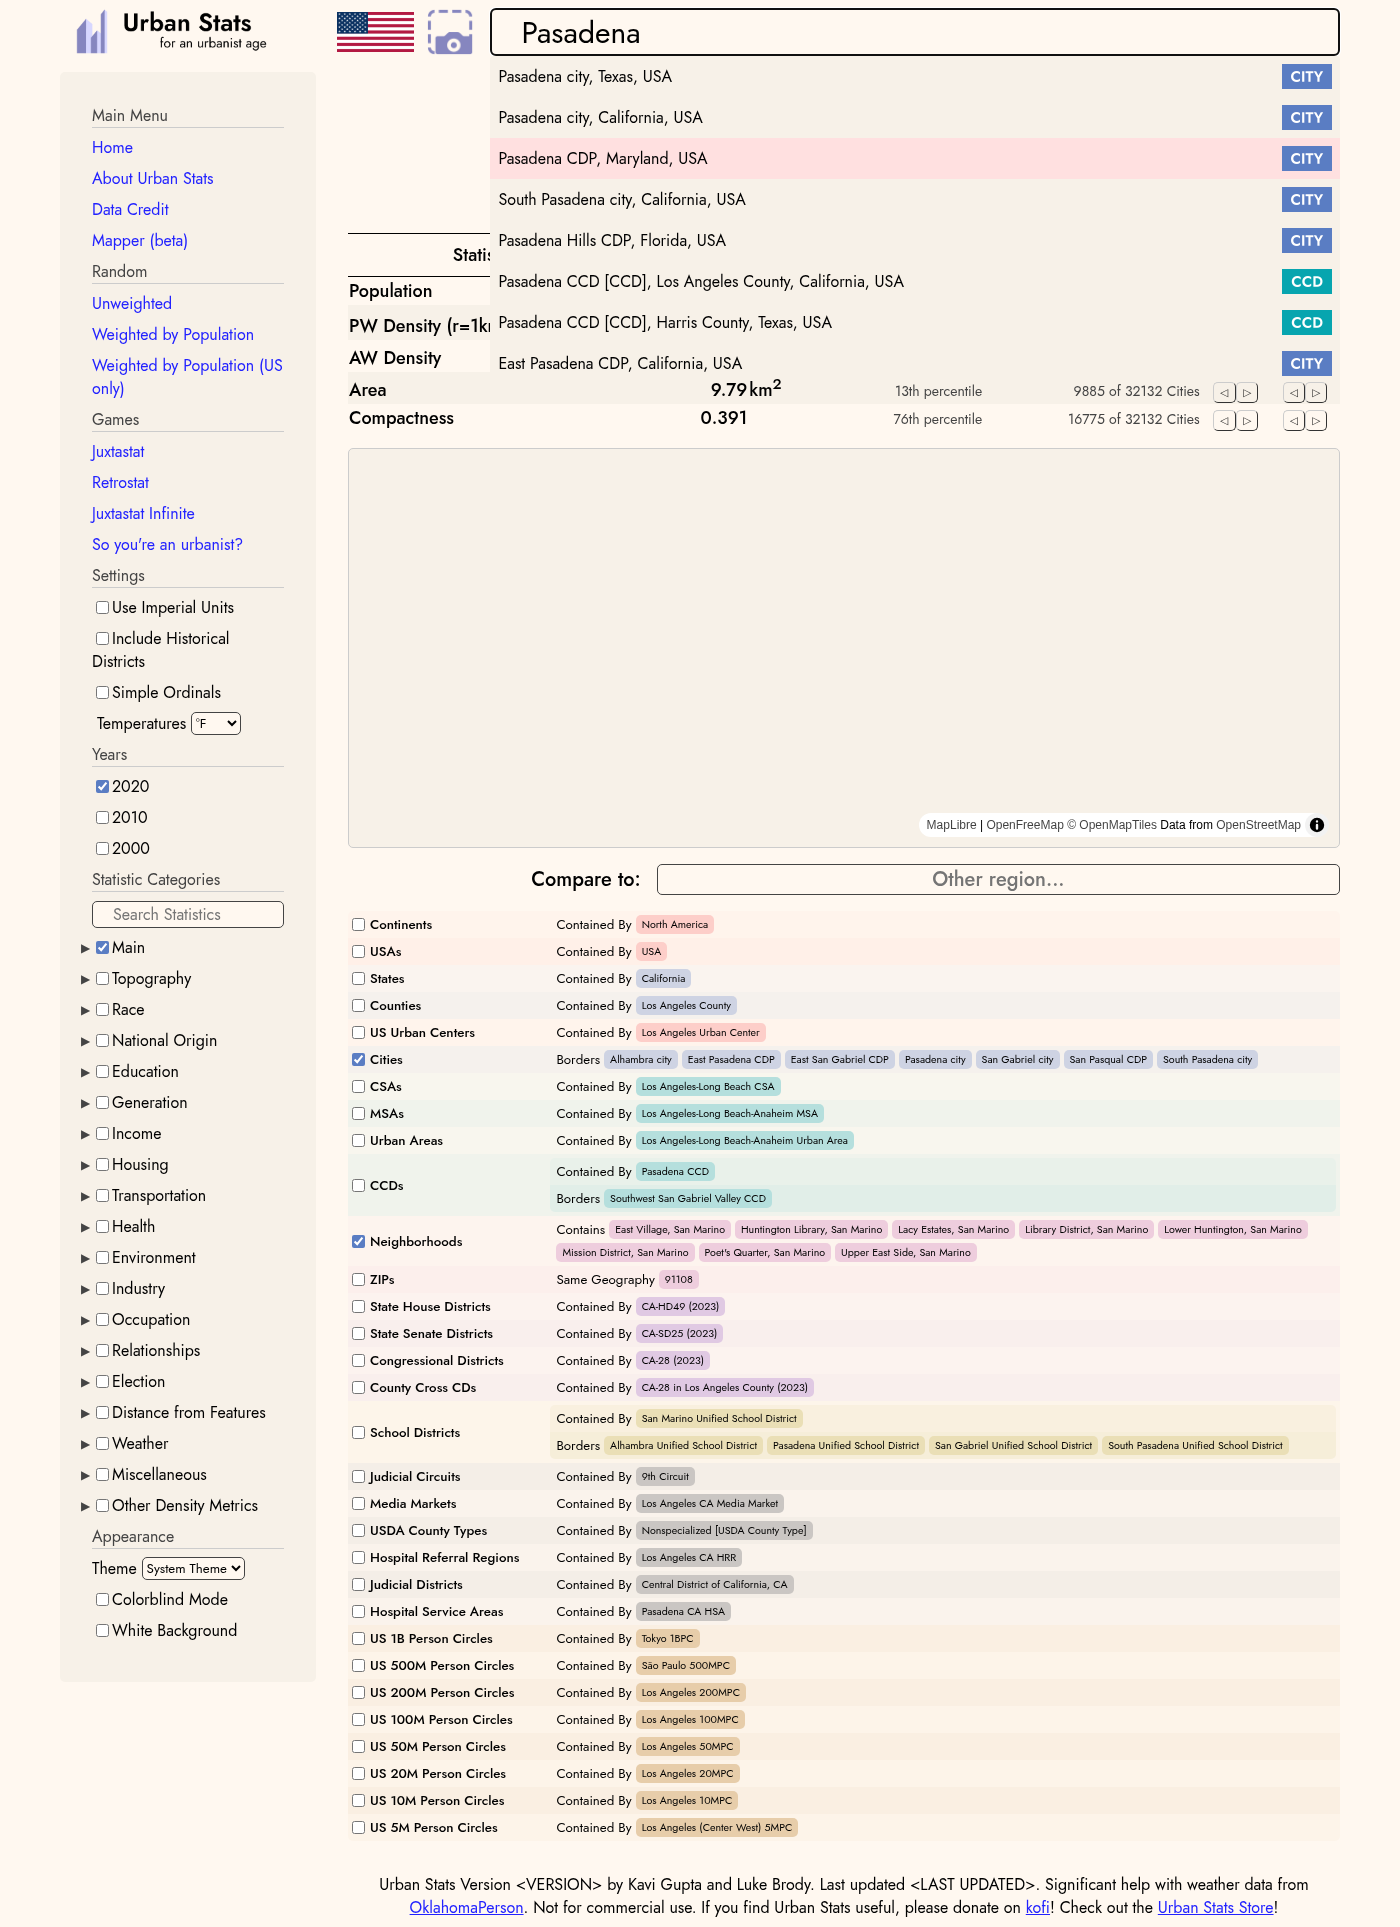 Urban Stats
for an urbanist age
Pasadena
Pasadena city, Texas, USA CITY
Pasadena city, California, USA CITY
Pasadena CDP, Maryland, USA CITY
South Pasadena city, California, USA CITY
Pasadena Hills CDP, Florida, USA CITY
Pasadena CCD [CCD], Los Angeles County, California, USA CCD
Pasadena CCD [CCD], Harris County, Texas, USA CCD
East Pasadena CDP, California, USA CITY
Main Menu
Home
About Urban Stats
Data Credit
Mapper (beta)
Random
Unweighted
Weighted by Population
Weighted by Population (US
only)
Games
Juxtastat
Retrostat
Juxtastat Infinite
So you're an urbanist?
Settings
Use Imperial Units
Include Historical
Districts
Simple Ordinals
Temperatures °F
Years
2020
2010
2000
Statistic Categories
Search Statistics
Main
Topography
Race
National Origin
Education
Generation
Income
Housing
Transportation
Health
Environment
Industry
Occupation
Relationships
Election
Distance from Features
Weather
Miscellaneous
Other Density Metrics
Appearance
Theme System Theme
Colorblind Mode
White Background
Statis
Population
PW Density (r=1k
AW Density
Area 9.79 km² 13th percentile 9885 of 32132 Cities
Compactness 0.391 76th percentile 16775 of 32132 Cities
MapLibre | OpenFreeMap © OpenMapTiles Data from OpenStreetMap
Compare to: Other region...
Continents Contained By North America
USAs Contained By USA
States Contained By California
Counties Contained By Los Angeles County
US Urban Centers Contained By Los Angeles Urban Center
Cities Borders Alhambra city East Pasadena CDP East San Gabriel CDP Pasadena city San Gabriel city San Pasqual CDP South Pasadena city
CSAs Contained By Los Angeles-Long Beach CSA
MSAs Contained By Los Angeles-Long Beach-Anaheim MSA
Urban Areas Contained By Los Angeles-Long Beach-Anaheim Urban Area
CCDs Contained By Pasadena CCD
Borders Southwest San Gabriel Valley CCD
Neighborhoods Contains East Village, San Marino Huntington Library, San Marino Lacy Estates, San Marino Library District, San Marino Lower Huntington, San Marino
Mission District, San Marino Poet's Quarter, San Marino Upper East Side, San Marino
ZIPs Same Geography 91108
State House Districts Contained By CA-HD49 (2023)
State Senate Districts Contained By CA-SD25 (2023)
Congressional Districts Contained By CA-28 (2023)
County Cross CDs Contained By CA-28 in Los Angeles County (2023)
School Districts Contained By San Marino Unified School District
Borders Alhambra Unified School District Pasadena Unified School District San Gabriel Unified School District South Pasadena Unified School District
Judicial Circuits Contained By 9th Circuit
Media Markets Contained By Los Angeles CA Media Market
USDA County Types Contained By Nonspecialized [USDA County Type]
Hospital Referral Regions Contained By Los Angeles CA HRR
Judicial Districts Contained By Central District of California, CA
Hospital Service Areas Contained By Pasadena CA HSA
US 1B Person Circles Contained By Tokyo 1BPC
US 500M Person Circles Contained By São Paulo 500MPC
US 200M Person Circles Contained By Los Angeles 200MPC
US 100M Person Circles Contained By Los Angeles 100MPC
US 50M Person Circles Contained By Los Angeles 50MPC
US 20M Person Circles Contained By Los Angeles 20MPC
US 10M Person Circles Contained By Los Angeles 10MPC
US 5M Person Circles Contained By Los Angeles (Center West) 5MPC
Urban Stats Version <VERSION> by Kavi Gupta and Luke Brody. Last updated <LAST UPDATED>. Significant help with weather data from
OklahomaPerson. Not for commercial use. If you find Urban Stats useful, please donate on kofi! Check out the Urban Stats Store!